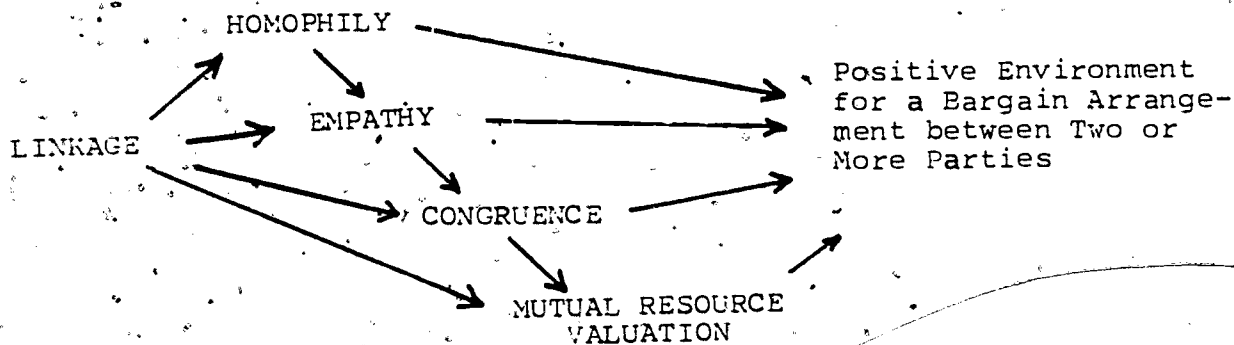 HOMOPHILY
Positive Environment
for a Bargain Arrange-
ment between Two or
More Parties
EMPATHY
LINKAGE
CONGRUENCE
MUTUAL RESOURCE
VALUATION